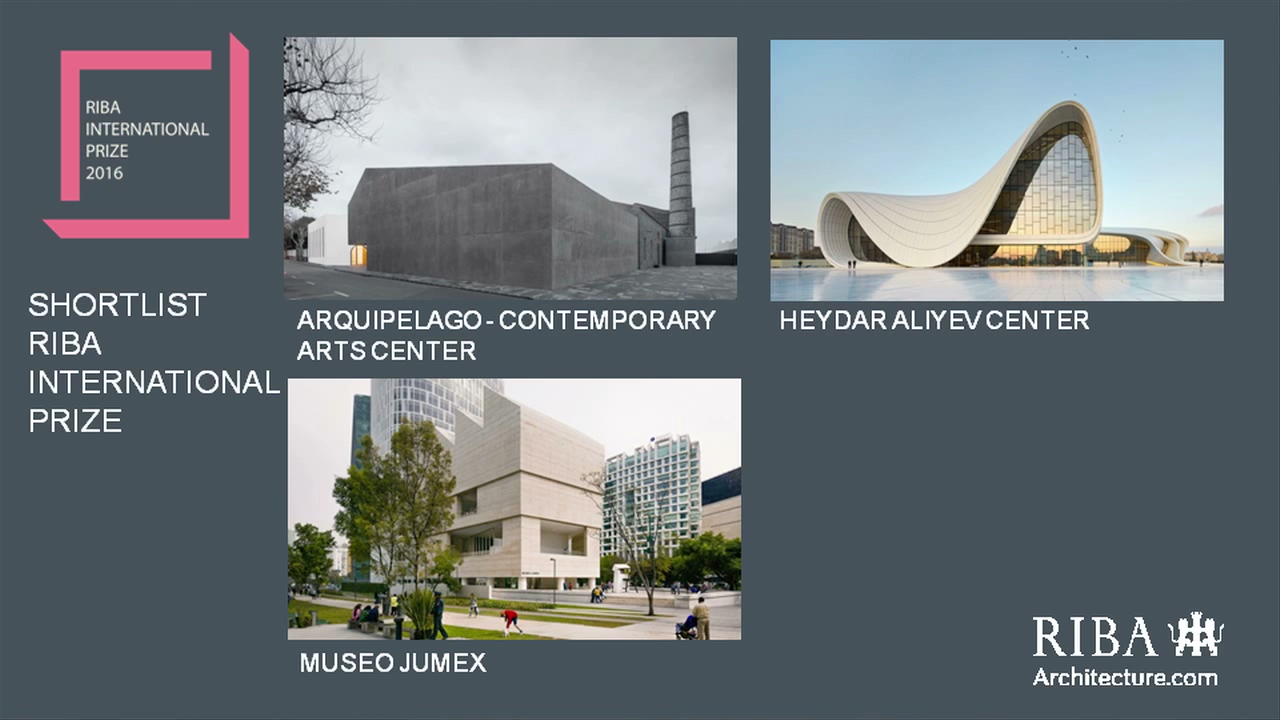 RIBA
INTERNATIONAL
PRIZE
2016
SHORTLIST
RIBA
INTERNATIONAL
PRIZE
ARQUIPELAGO - CONTEMPORARY
ARTS CENTER
HEYDAR ALIYEV CENTER
MUSEO JUMEX
RIBA
Architecture.com